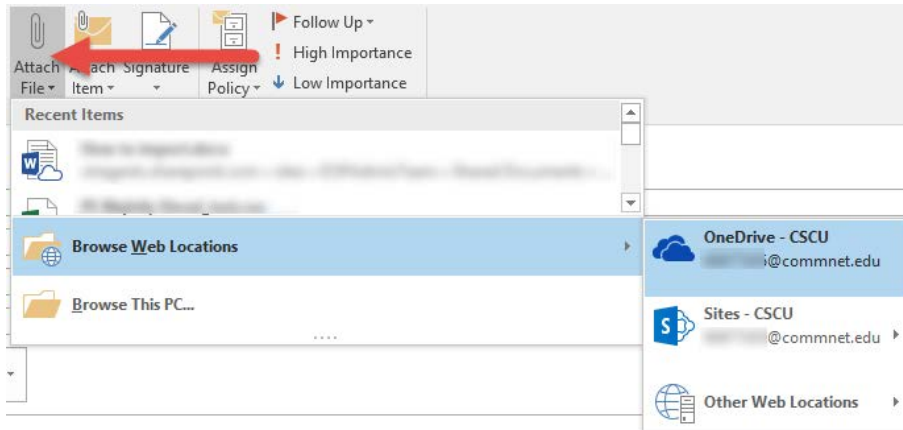 Follow Up
! High Importance
Attach Attach Signature Assign
File Item Policy Low Importance
Recent Items
Browse Web Locations
OneDrive - CSCU
@commnet.edu
Browse This PC...
Sites - CSCU
@commnet.edu
Other Web Locations